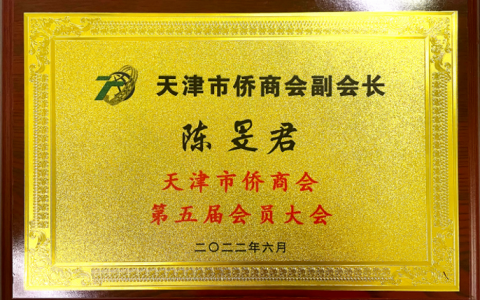 天津市侨商会副会长
陈旻君
天津市侨商会
第五届会员大会
二〇二二年六月